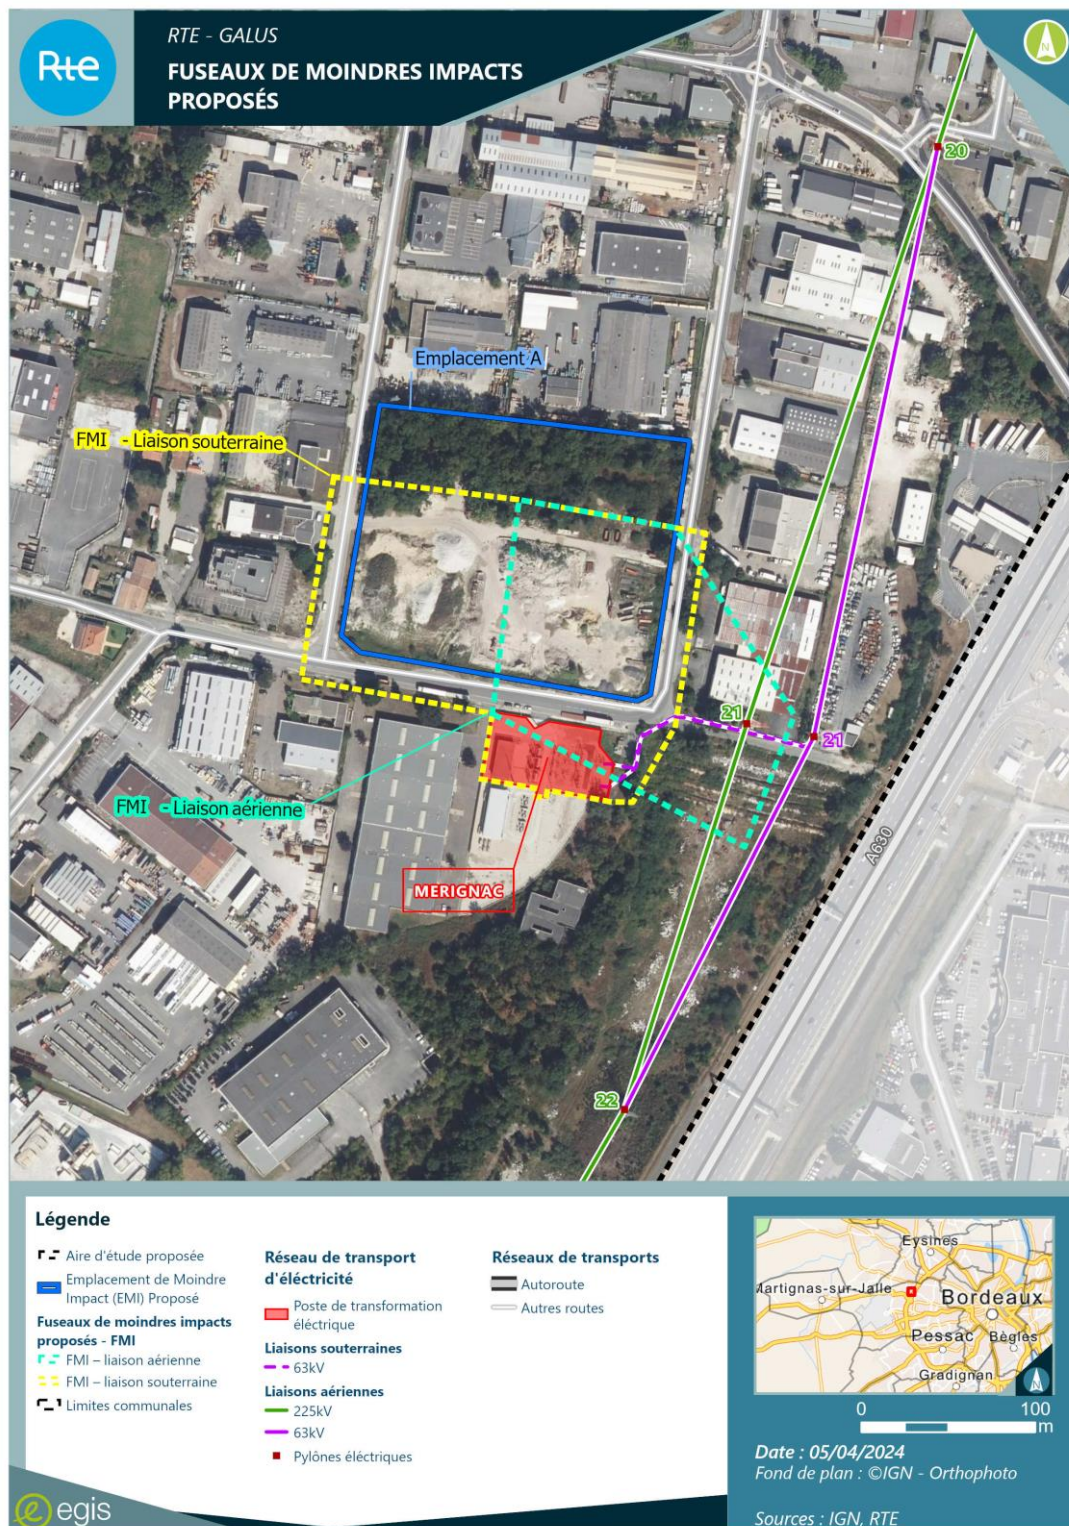 Rte
RTE - GALUS
FUSEAUX DE MOINDRES IMPACTS
PROPOSÉS
N
20
Emplacement A
FMI - Liaison souterraine
21
21
FMI - Liaison aérienne
A630
MERIGNAC
22
Légende
Aire d'étude proposée
Emplacement de Moindre
Impact (EMI) Proposé
Fuseaux de moindres impacts
proposés - FMI
FMI – liaison aérienne
FMI – liaison souterraine
Limites communales
Réseau de transport
d'éléctricité
Poste de transformation
éléctrique
Liaisons souterraines
63kV
Liaisons aériennes
225kV
63kV
Pylônes éléctriques
Réseaux de transports
Autoroute
Autres routes
Eysines
Martignas-sur-Jalle
Bordeaux
Pessac
Bègles
Gradignan
N
0
100
m
Date : 05/04/2024
Fond de plan : ©IGN - Orthophoto
Sources : IGN, RTE
egis